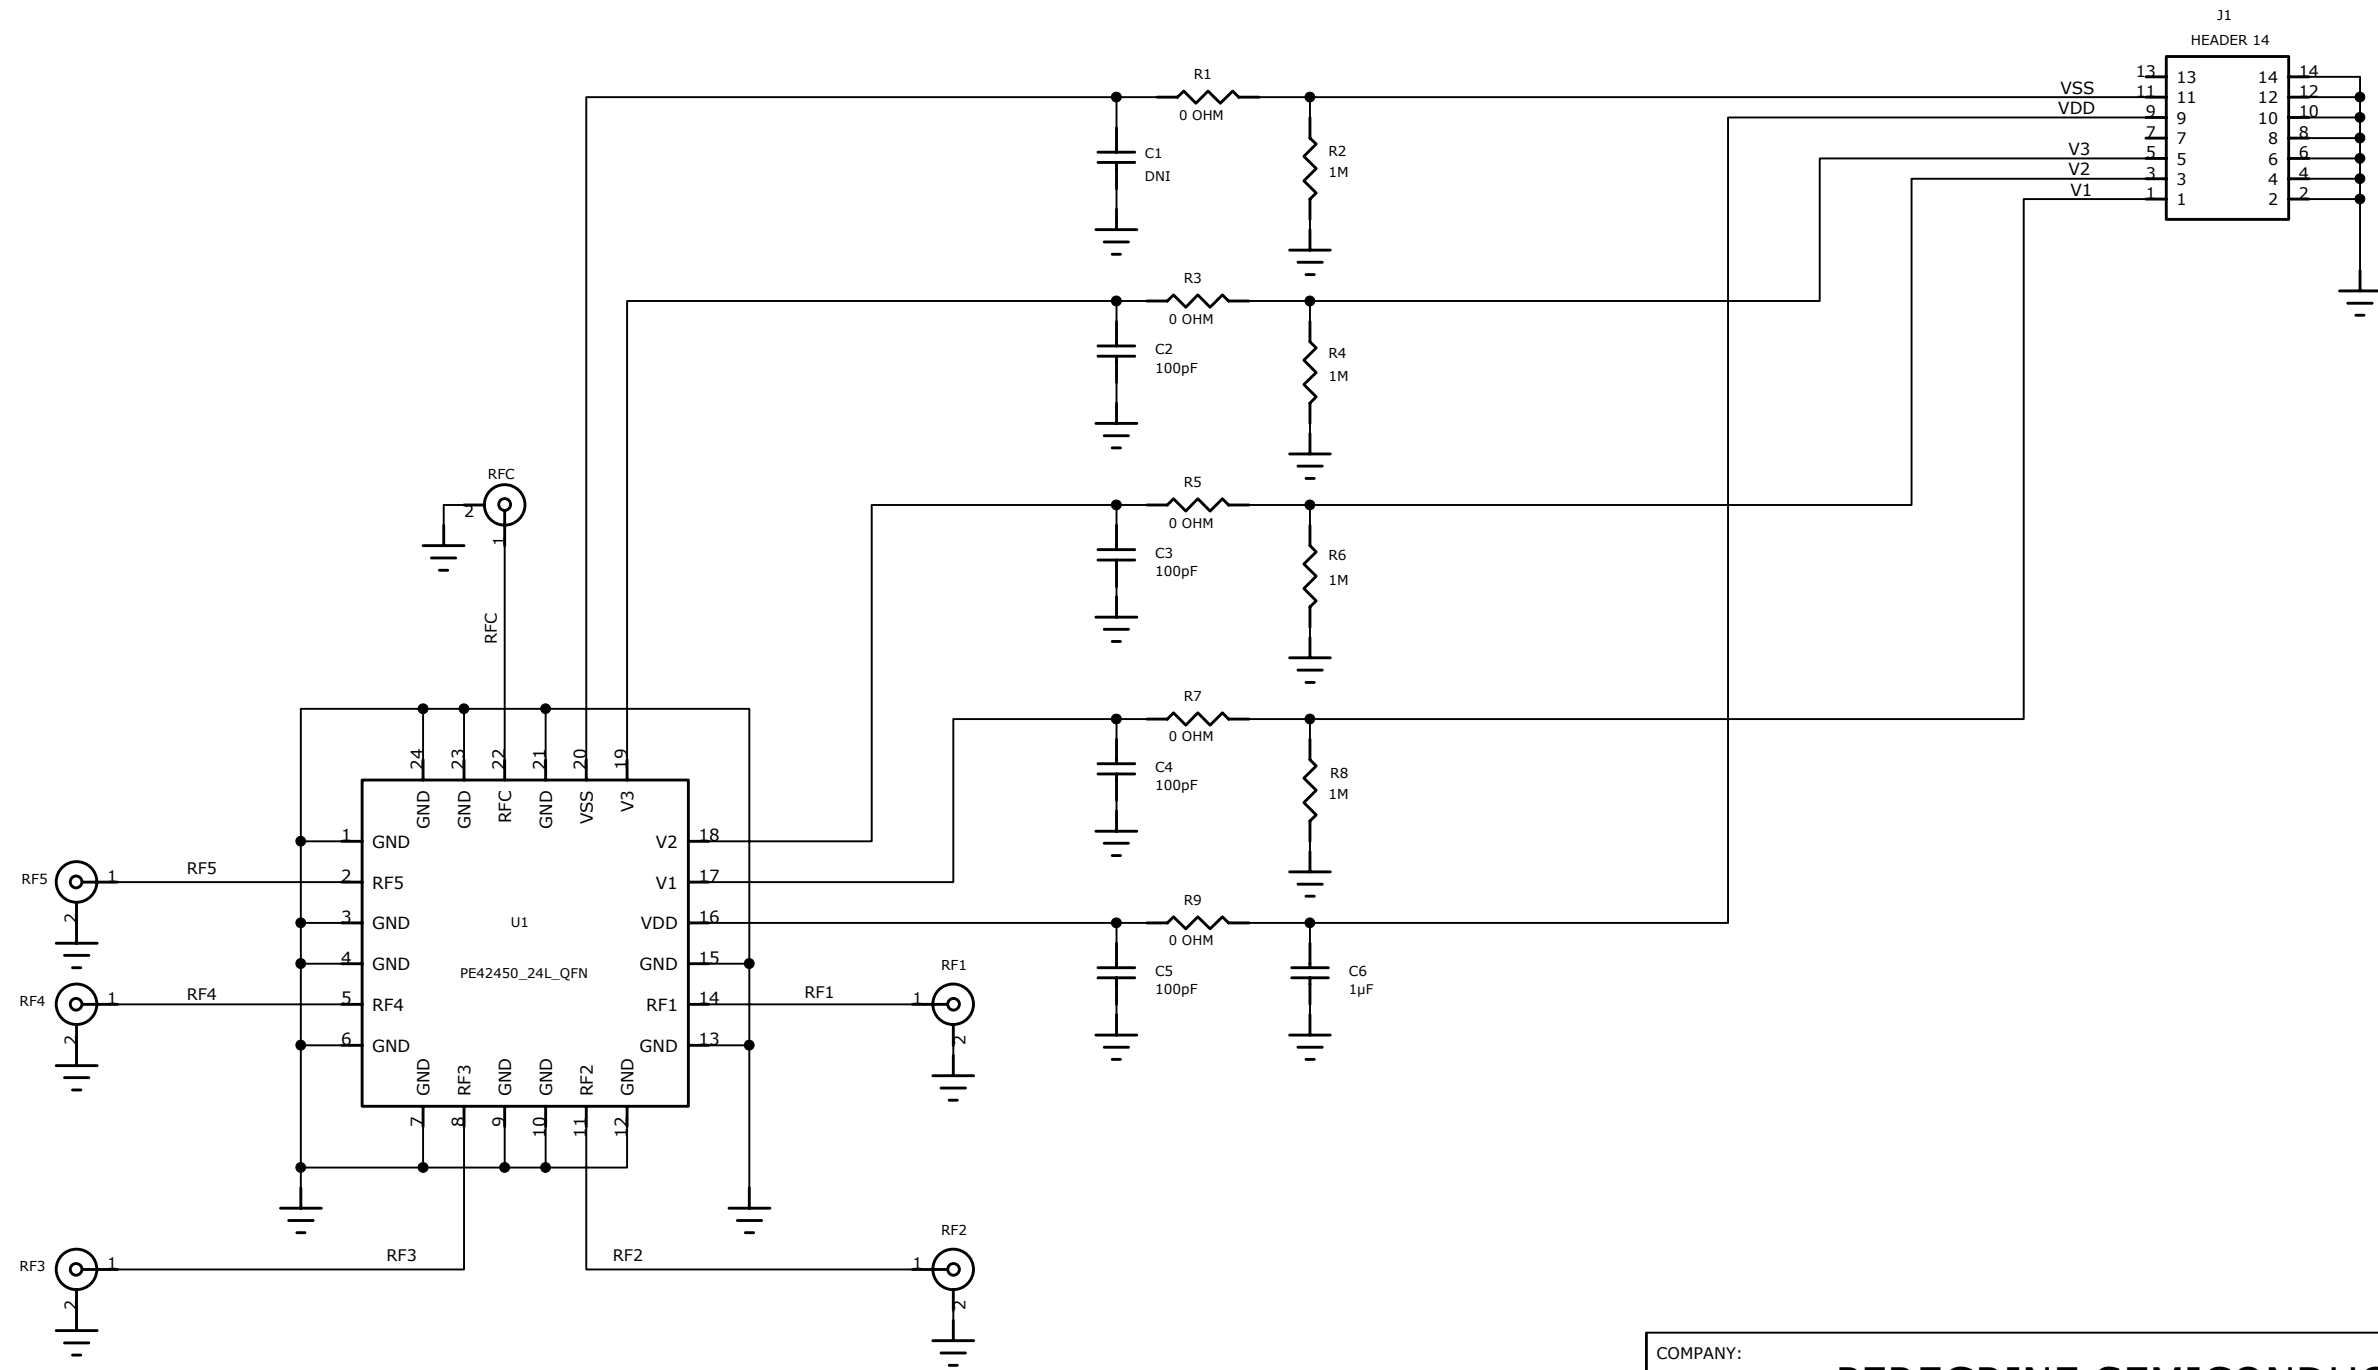 J1
HEADER 14
13 13 14 14
VSS 11 11 12 12
VDD 9 9 10 10
7 7 8 8
V3 5 5 6 6
V2 3 3 4 4
V1 1 1 2 2
R1
0 OHM
C1
DNI
R2
1M
R3
0 OHM
C2
100pF
R4
1M
R5
0 OHM
C3
100pF
R6
1M
R7
0 OHM
C4
100pF
R8
1M
R9
0 OHM
C5
100pF
C6
1µF
RFC
2
1
RFC
24 23 22 21 20 19
GND GND RFC GND VSS V3
1 GND
RF5 1 RF5 2 RF5
2
3 GND
4 GND
RF4 1 RF4 5 RF4
2
6 GND
U1
PE42450_24L_QFN
V2 18
V1 17
VDD 16
GND 15
RF1 14 RF1 1 RF1
2
GND 13
GND RF3 GND GND RF2 GND
7 8 9 10 11 12
RF3 1 RF3
2
RF2 1 RF2
2
COMPANY: